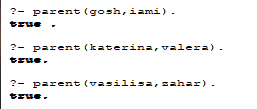 ?- parent(gosh,iami).
true .
?- parent(katerina,valera).
true.
?- parent(vasilisa,zahar).
true.